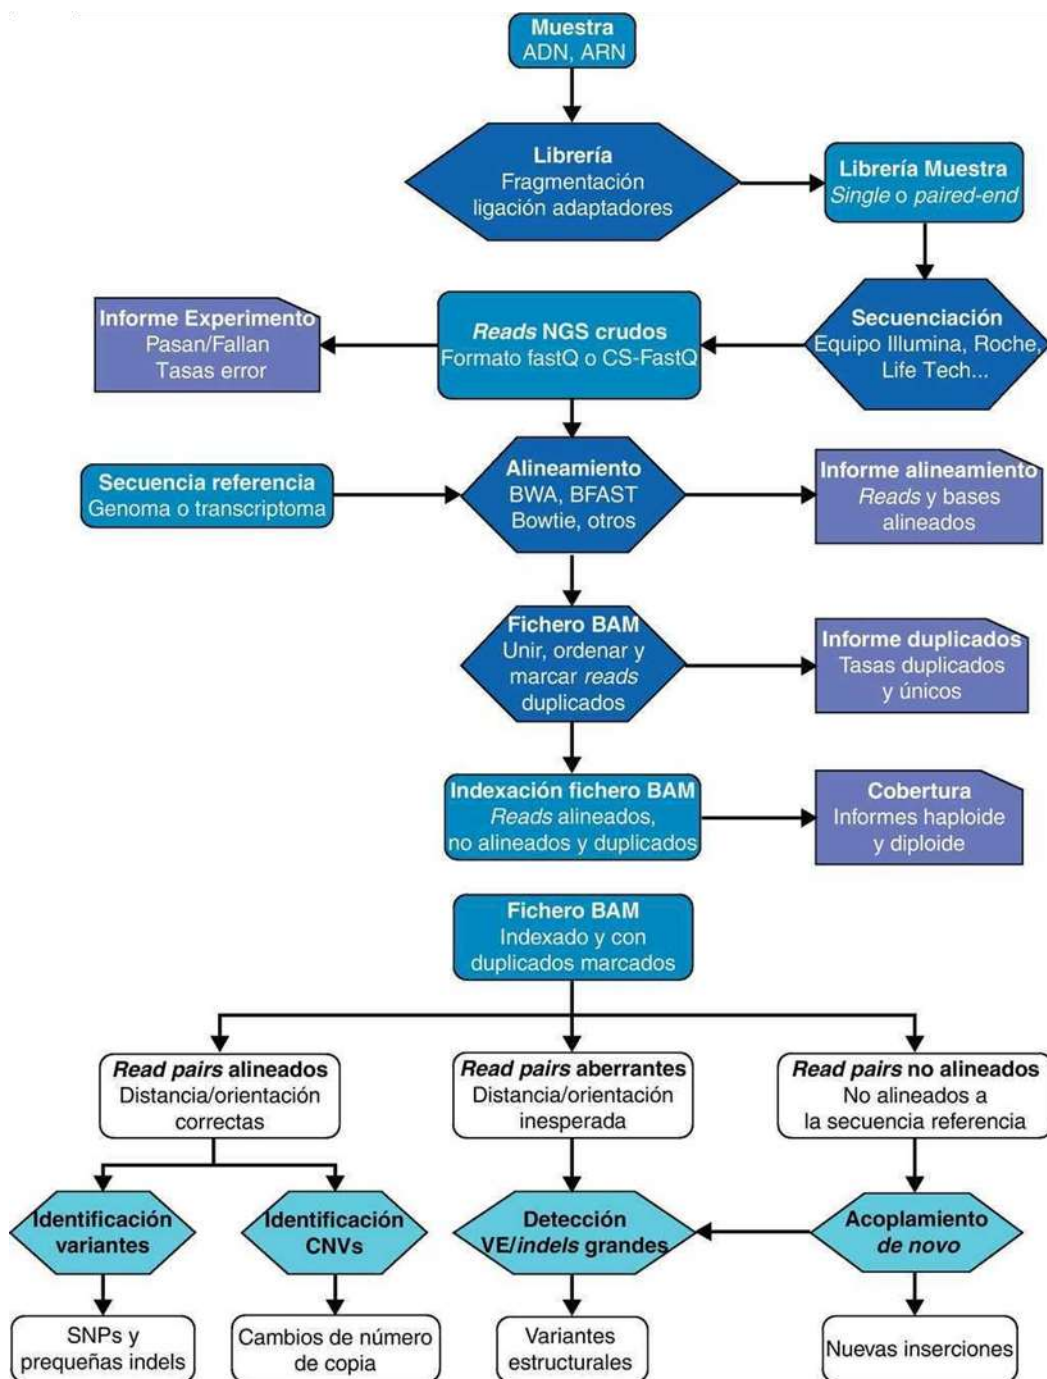 Muestra
ADN, ARN
Librería
Fragmentación
ligación adaptadores
Librería Muestra
Single o paired-end
Informe Experimento
Pasan/Fallan
Tasas error
Reads NGS crudos
Formato fastQ o CS-FastQ
Secuenciación
Equipo Illumina, Roche,
Life Tech...
Secuencia referencia
Genoma o transcriptoma
Alineamiento
BWA, BFAST
Bowtie, otros
Informe alineamiento
Reads y bases
alineados
Fichero BAM
Unir, ordenar y
marcar reads
duplicados
Informe duplicados
Tasas duplicados
y únicos
Indexación fichero BAM
Reads alineados,
no alineados y duplicados
Cobertura
Informes haploide
y diploide
Fichero BAM
Indexado y con
duplicados marcados
Read pairs alineados
Distancia/orientación
correctas
Read pairs aberrantes
Distancia/orientación
inesperada
Read pairs no alineados
No alineados a
la secuencia referencia
Identificación
variantes
Identificación
CNVs
Detección
VE/indels grandes
Acoplamiento
de novo
SNPs y
prequeñas indels
Cambios de número
de copia
Variantes
estructurales
Nuevas inserciones